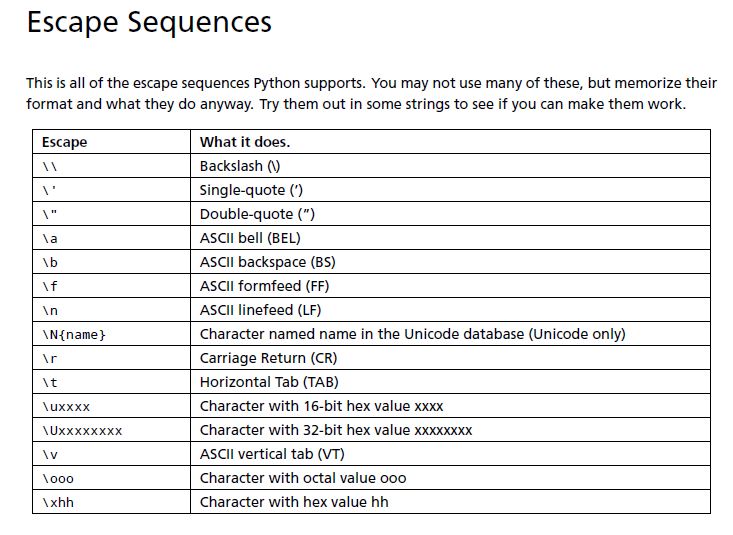 Escape Sequences
This is all of the escape sequences Python supports. You may not use many of these, but memorize their
format and what they do anyway. Try them out in some strings to see if you can make them work.
Escape What it does.
\\ Backslash (\)
\' Single-quote (’)
\" Double-quote (”)
\a ASCII bell (BEL)
\b ASCII backspace (BS)
\f ASCII formfeed (FF)
\n ASCII linefeed (LF)
\N{name} Character named name in the Unicode database (Unicode only)
\r Carriage Return (CR)
\t Horizontal Tab (TAB)
\uxxxx Character with 16-bit hex value xxxx
\Uxxxxxxxx Character with 32-bit hex value xxxxxxxx
\v ASCII vertical tab (VT)
\ooo Character with octal value ooo
\xhh Character with hex value hh